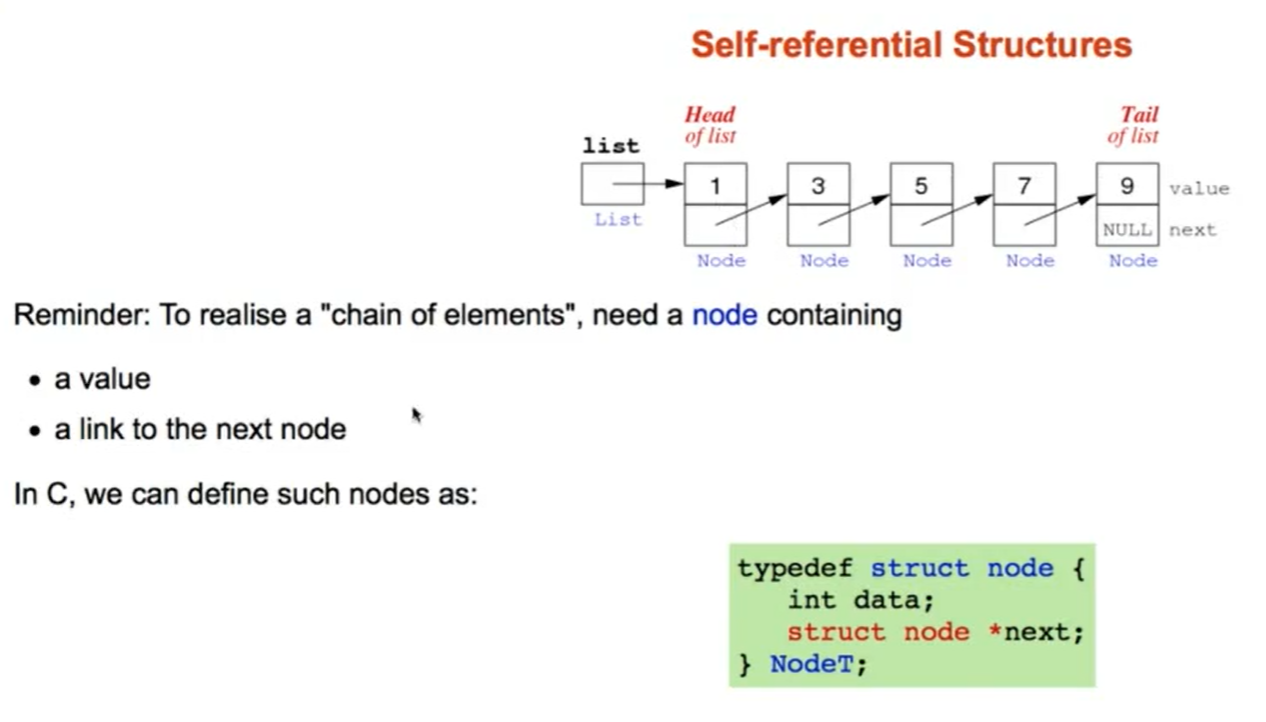 Self-referential Structures
Head
of list
Tail
of list
list
1 3 5 7 9 value
NULL next
List
Node Node Node Node Node
Reminder: To realise a "chain of elements", need a node containing
• a value
• a link to the next node
In C, we can define such nodes as:
typedef struct node {
int data;
struct node *next;
} NodeT;